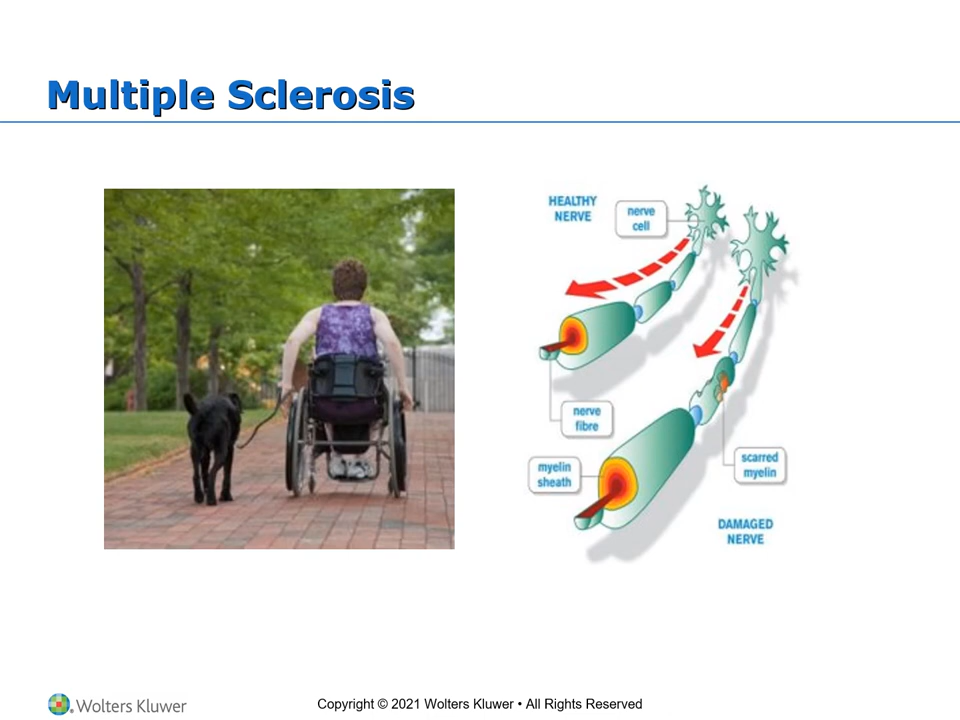 Multiple Sclerosis
HEALTHY
NERVE
nerve
cell
nerve
fibre
myelin
sheath
scarred
myelin
DAMAGED
NERVE
Wolters Kluwer
Copyright © 2021 Wolters Kluwer • All Rights Reserved